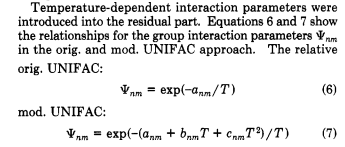 Temperature-dependent interaction parameters were
introduced into the residual part. Equations 6 and 7 show
the relationships for the group interaction parameters Ψnm
in the orig. and mod. UNIFAC approach. The relative
orig. UNIFAC:
Ψnm = exp(-anm/T) (6)
mod. UNIFAC:
Ψnm = exp(-(anm + bnmT + cnmT²)/T) (7)